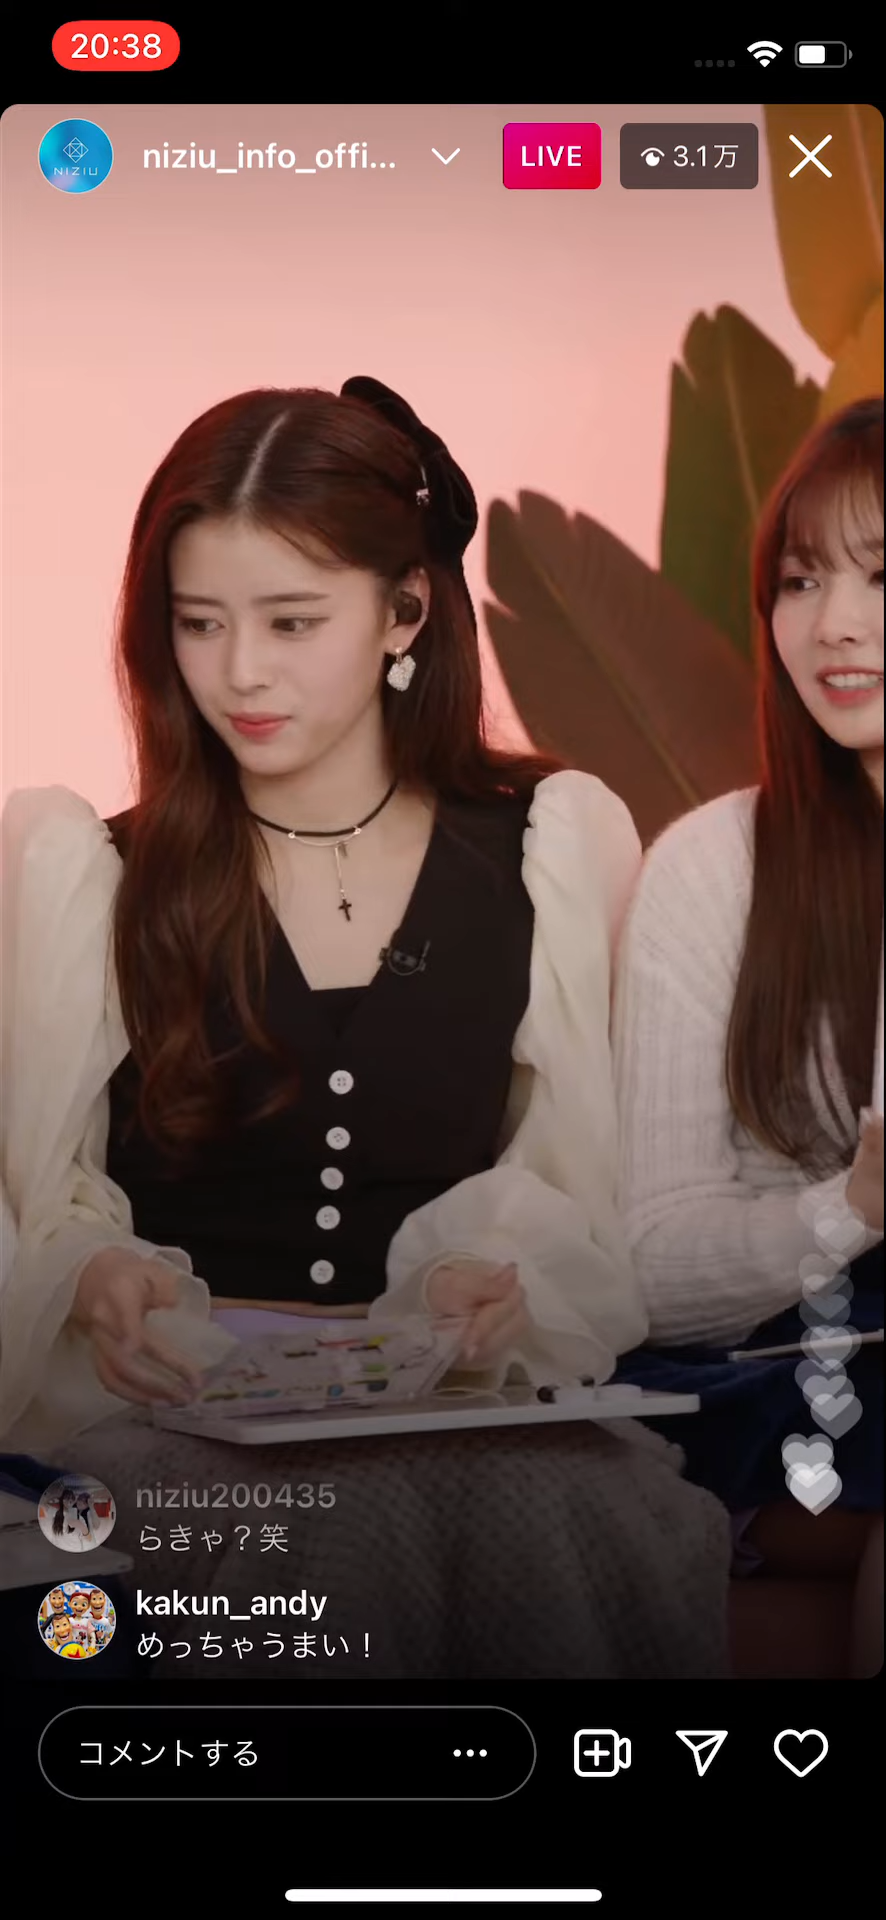 20:38
NIZIU
niziu_info_offi...
LIVE
3.1万
niziu200435
らきゃ？笑
kakun_andy
めっちゃうまい！
コメントする